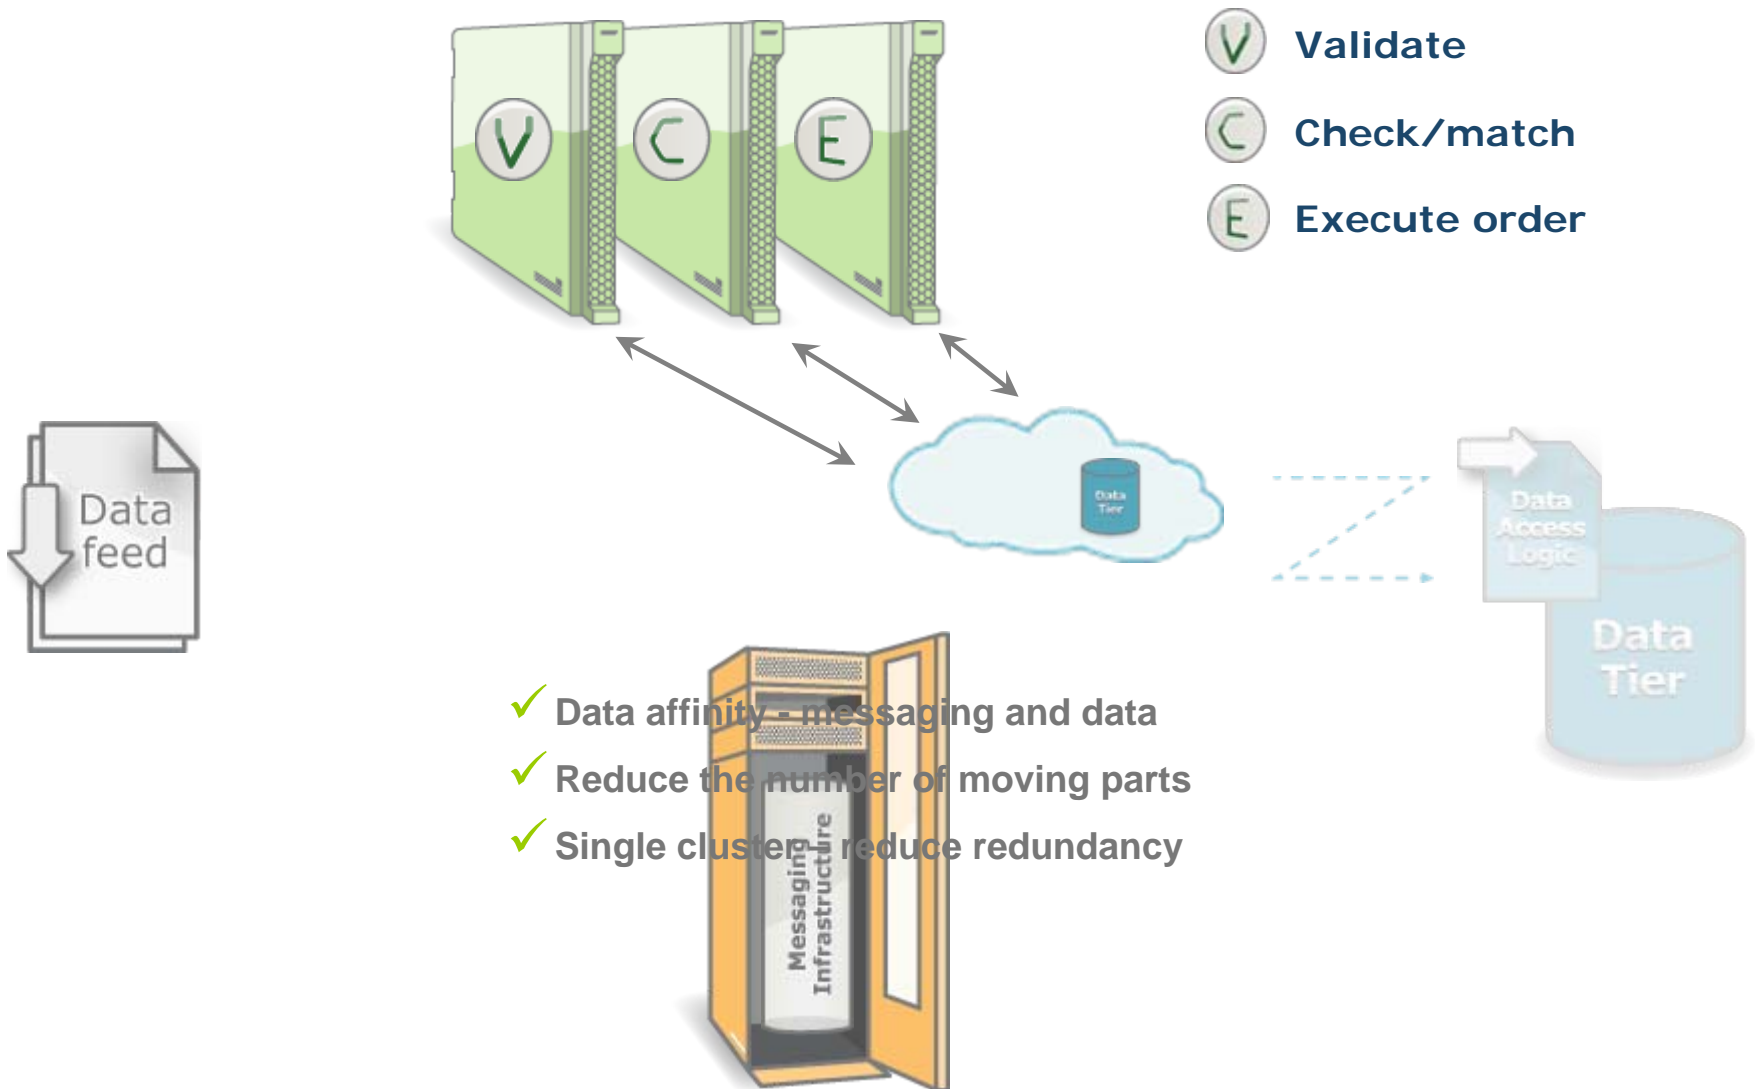 V
C
E
V Validate
C Check/match
E Execute order
Data
feed
Data
Tier
Data
Access
Logic
Data
Tier
Data affinity - messaging and data
Reduce the number of moving parts
Single cluster - reduce redundancy
Messaging
Infrastructure